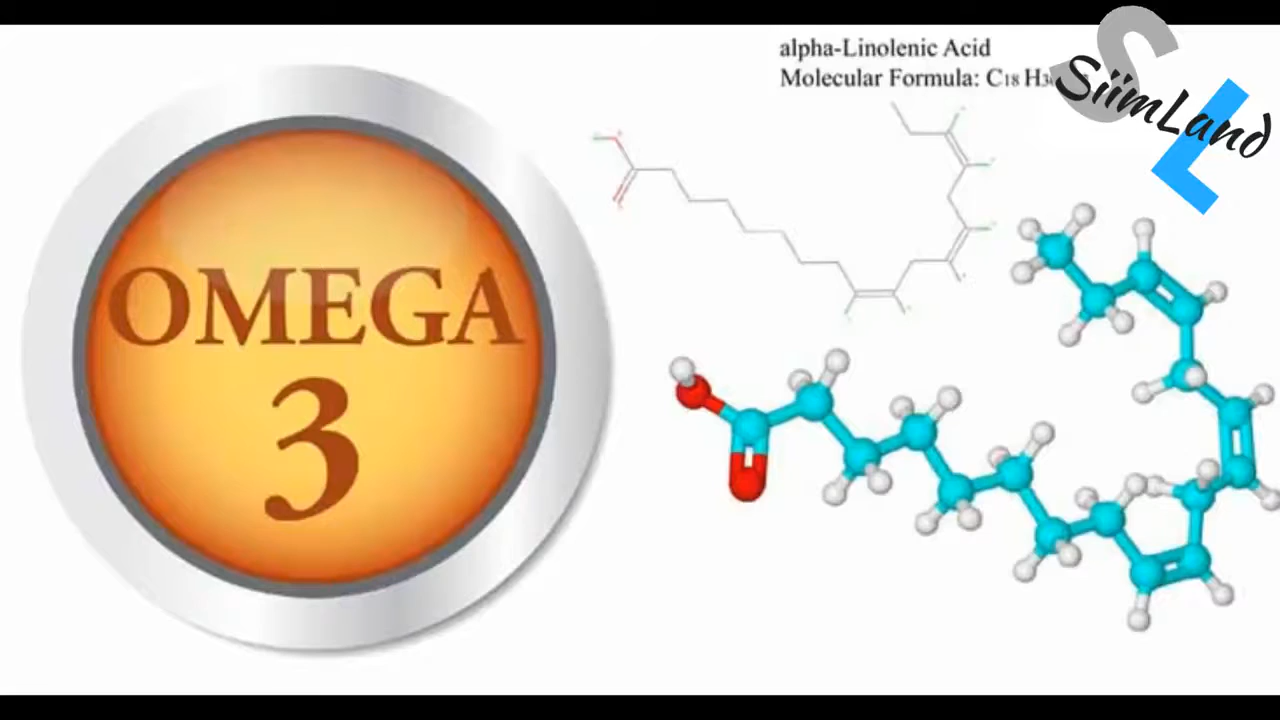 OMEGA
3
alpha-Linolenic Acid
Molecular Formula: C18 H3
S
SiimLand
L